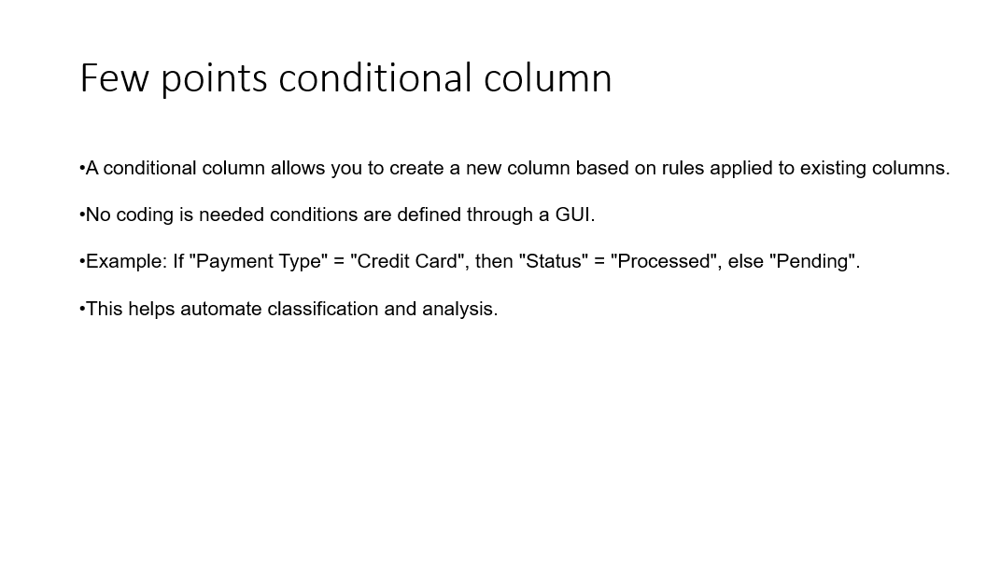 Few points conditional column
•A conditional column allows you to create a new column based on rules applied to existing columns.
•No coding is needed conditions are defined through a GUI.
•Example: If "Payment Type" = "Credit Card", then "Status" = "Processed", else "Pending".
•This helps automate classification and analysis.